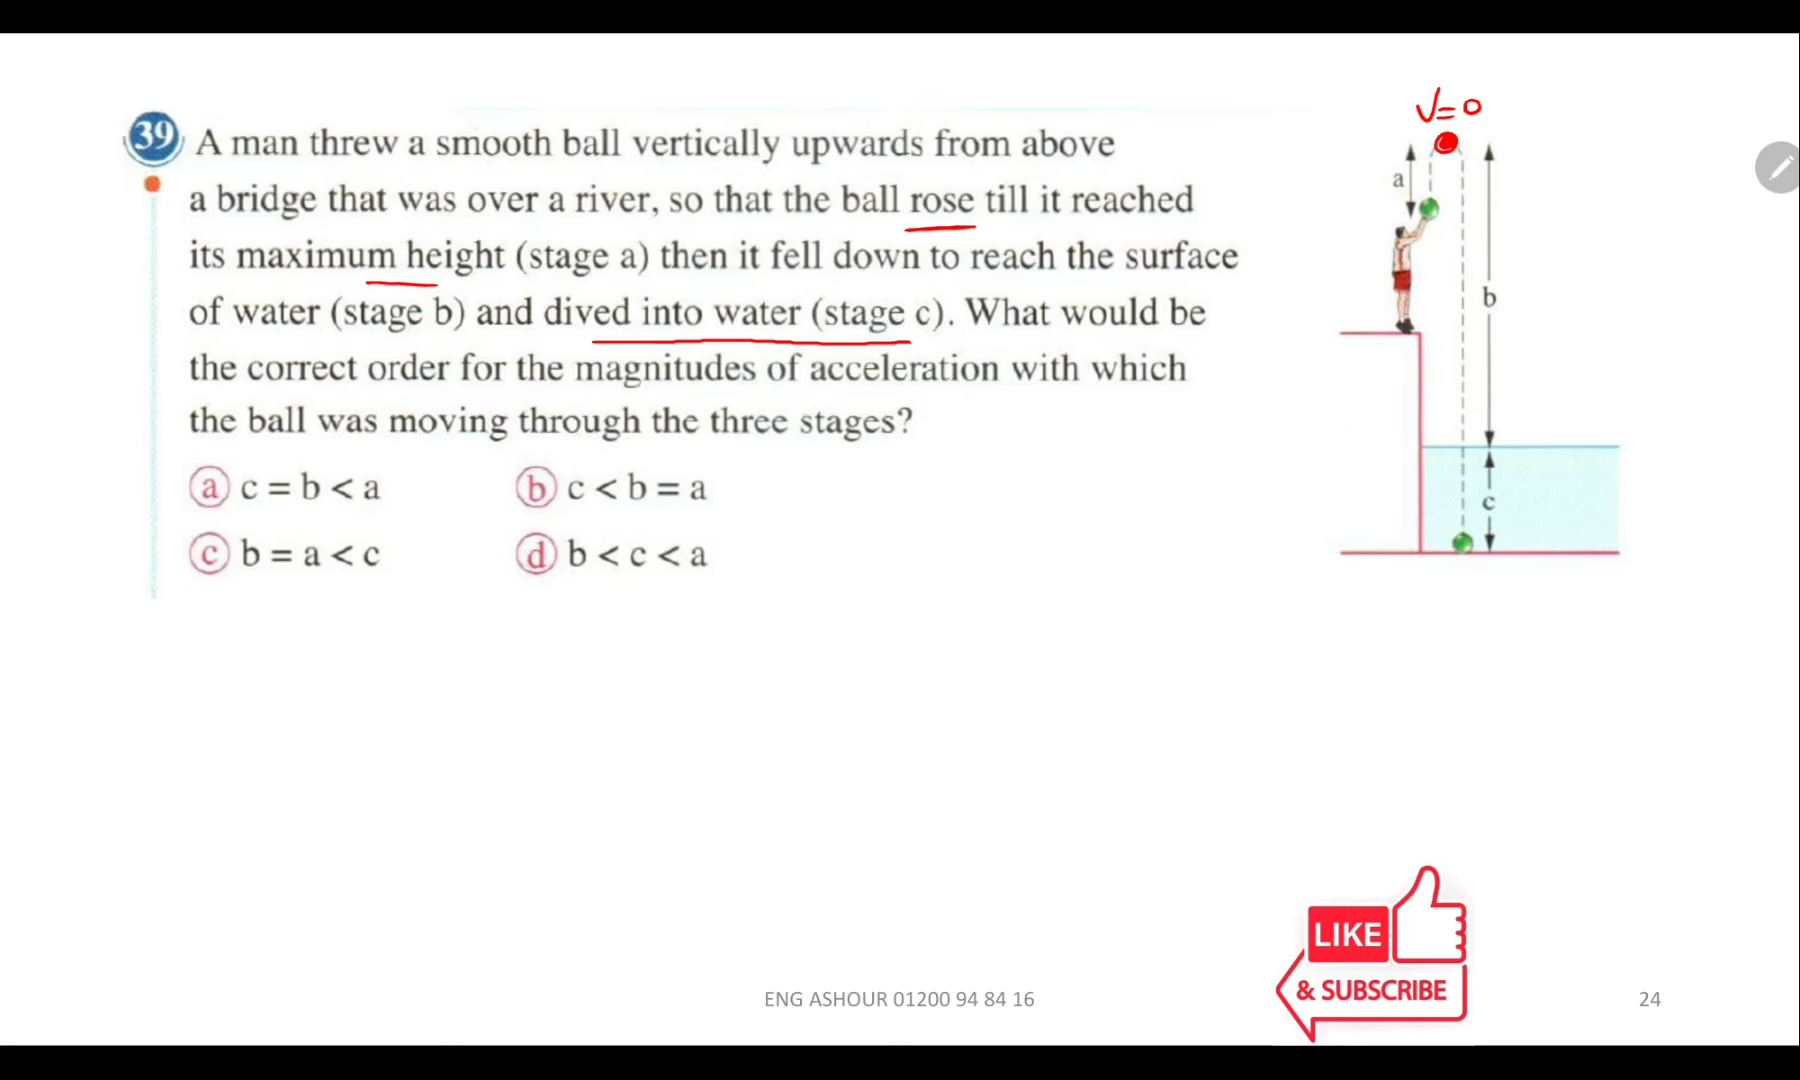 39 A man threw a smooth ball vertically upwards from above
a bridge that was over a river, so that the ball rose till it reached
its maximum height (stage a) then it fell down to reach the surface
of water (stage b) and dived into water (stage c). What would be
the correct order for the magnitudes of acceleration with which
the ball was moving through the three stages?
a c = b < a
b c < b = a
c b = a < c
d b < c < a
V=0
a
b
c
LIKE
& SUBSCRIBE
ENG ASHOUR 01200 94 84 16
24